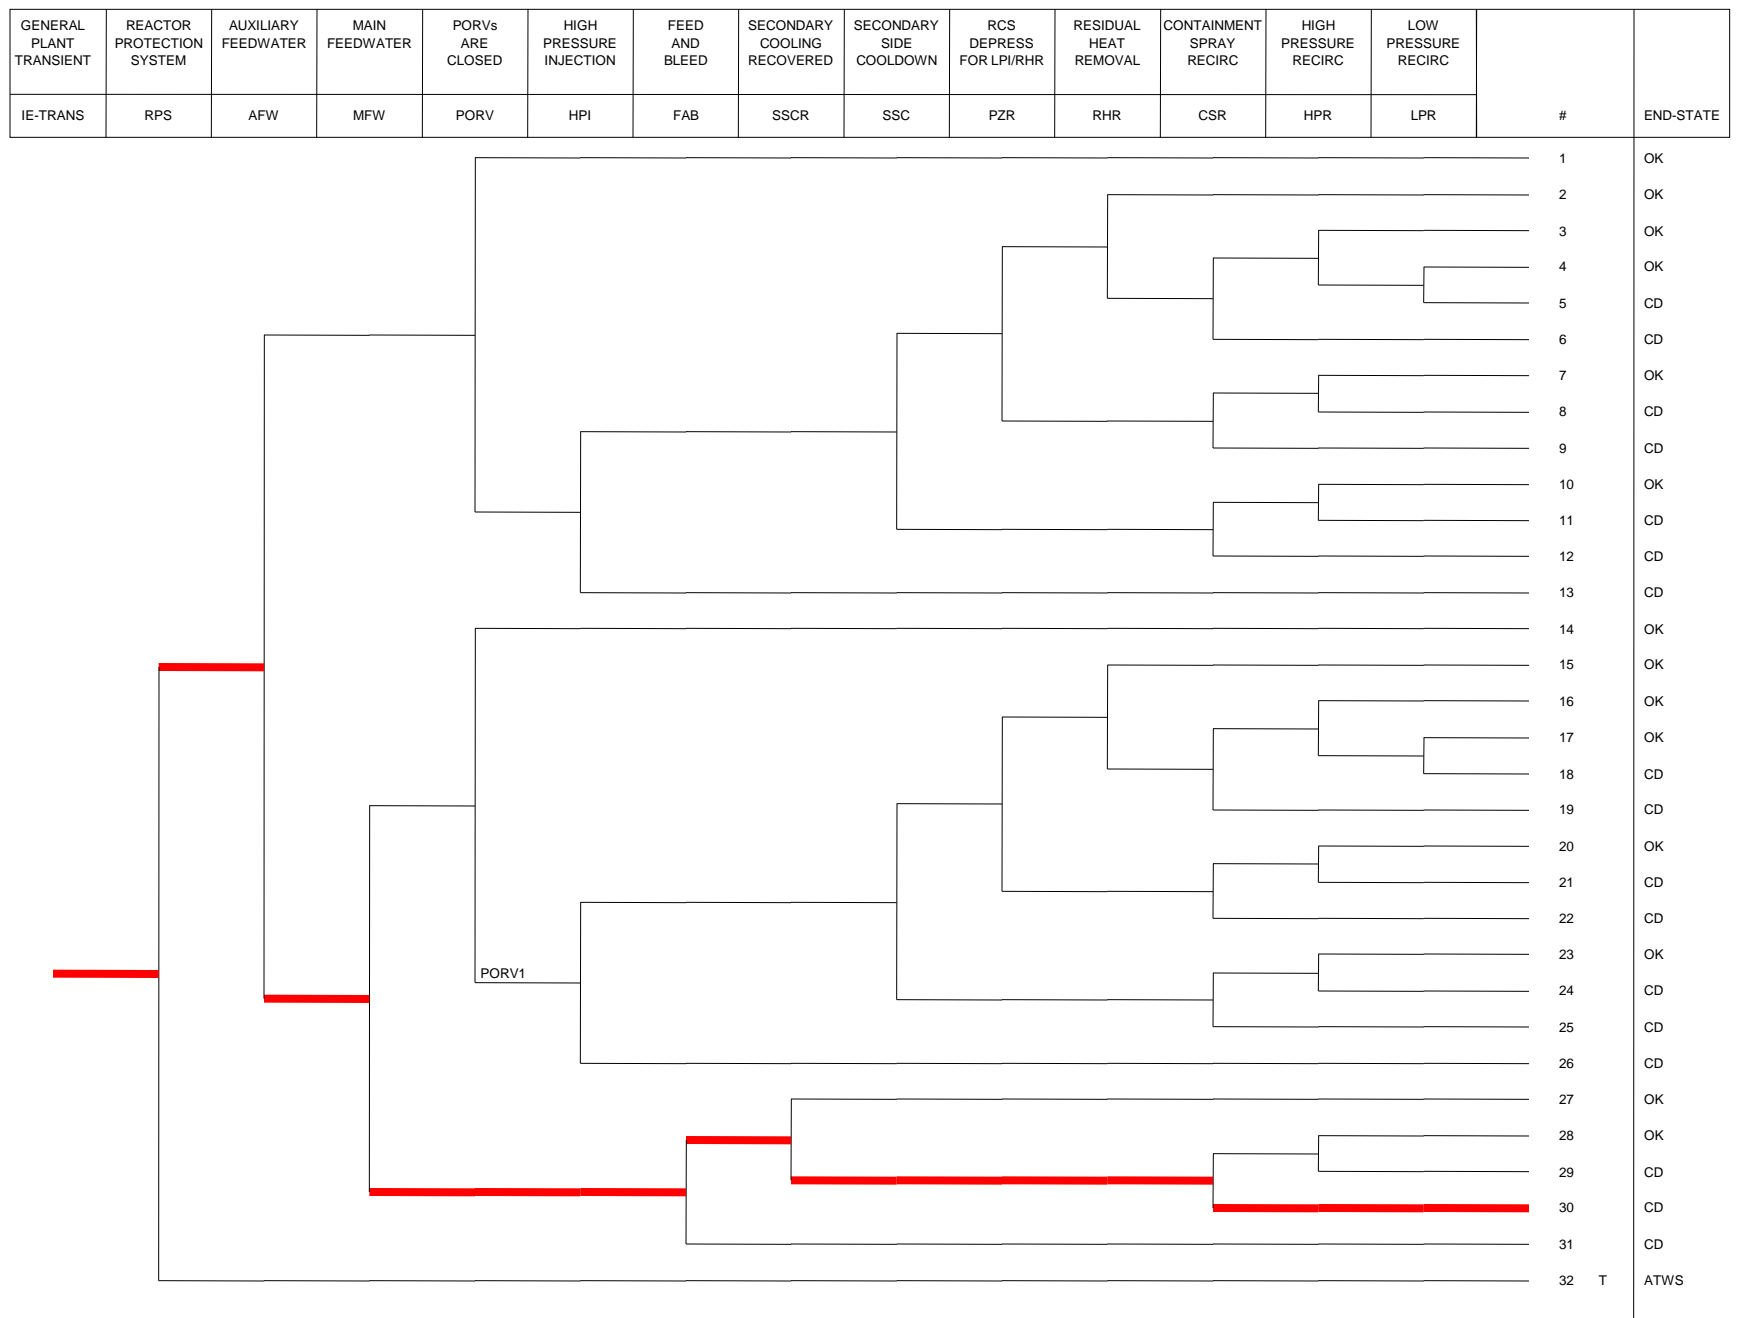 GENERAL
PLANT
TRANSIENT
REACTOR
PROTECTION
SYSTEM
AUXILIARY
FEEDWATER
MAIN
FEEDWATER
PORVs
ARE
CLOSED
HIGH
PRESSURE
INJECTION
FEED
AND
BLEED
SECONDARY
COOLING
RECOVERED
SECONDARY
SIDE
COOLDOWN
RCS
DEPRESS
FOR LPI/RHR
RESIDUAL
HEAT
REMOVAL
CONTAINMENT
SPRAY
RECIRC
HIGH
PRESSURE
RECIRC
LOW
PRESSURE
RECIRC
IE-TRANS RPS AFW MFW PORV HPI FAB SSCR SSC PZR RHR CSR HPR LPR # END-STATE
1 OK
2 OK
3 OK
4 OK
5 CD
6 CD
7 OK
8 CD
9 CD
10 OK
11 CD
12 CD
13 CD
14 OK
15 OK
16 OK
17 OK
18 CD
19 CD
20 OK
21 CD
22 CD
23 OK
PORV1
24 CD
25 CD
26 CD
27 OK
28 OK
29 CD
30 CD
31 CD
32 T ATWS